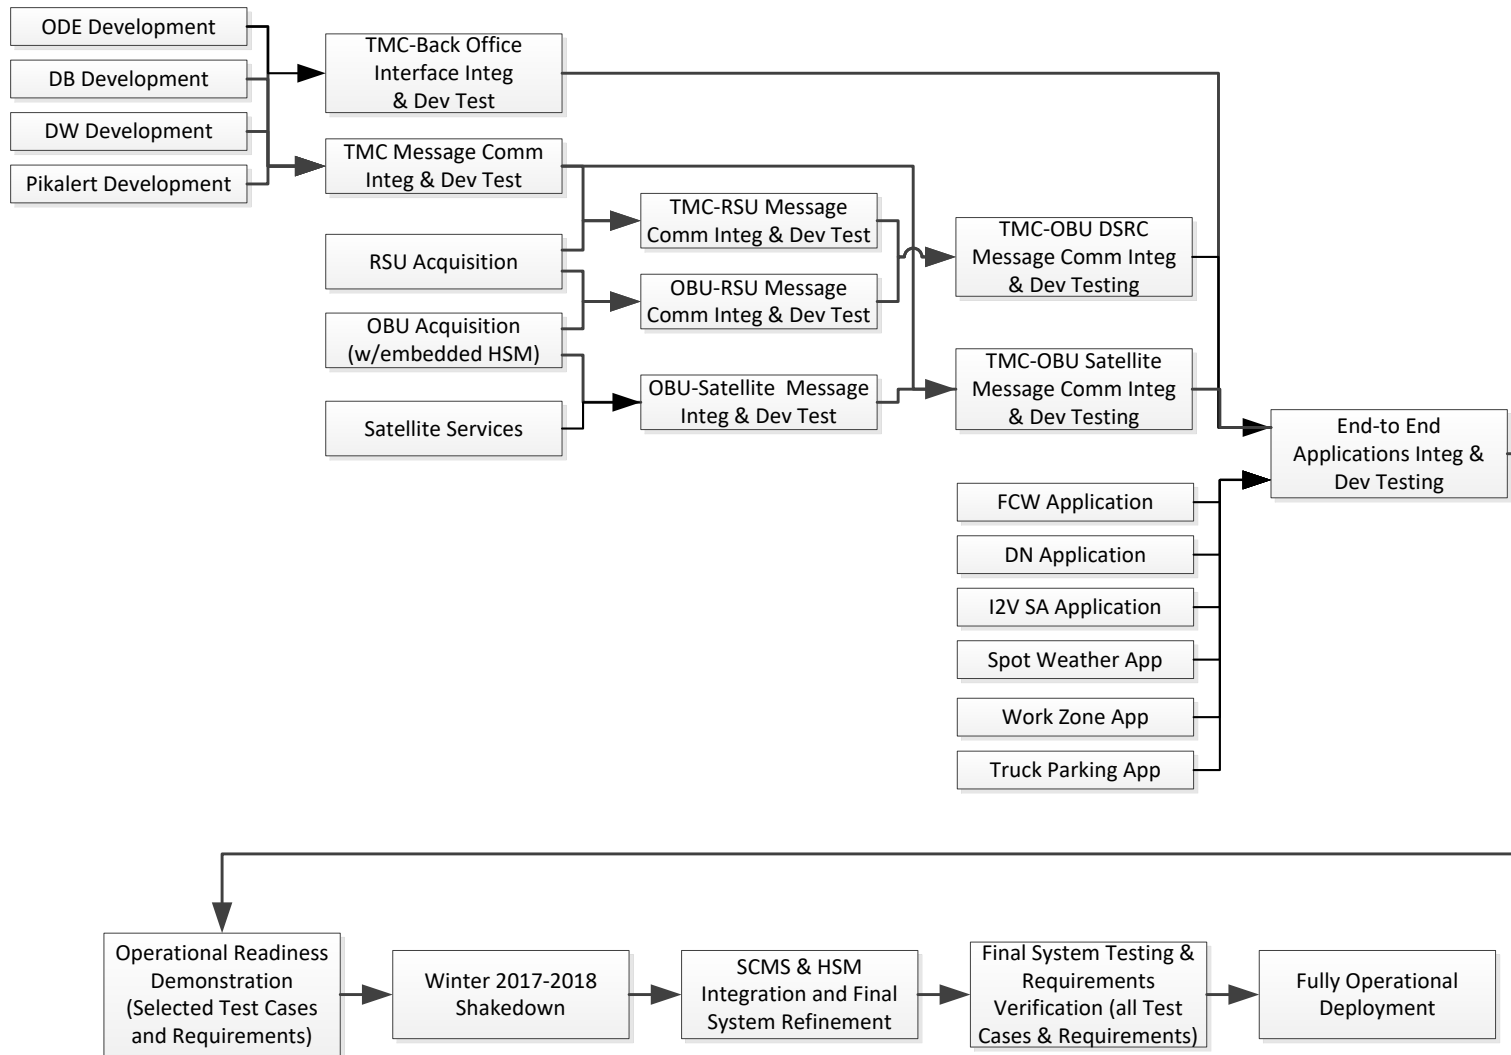 ODE Development
DB Development
DW Development
Pikalert Development
TMC-Back Office
Interface Integ
& Dev Test
TMC Message Comm
Integ & Dev Test
RSU Acquisition
OBU Acquisition
(w/embedded HSM)
Satellite Services
TMC-RSU Message
Comm Integ & Dev Test
OBU-RSU Message
Comm Integ & Dev Test
OBU-Satellite Message
Integ & Dev Test
TMC-OBU DSRC
Message Comm Integ
& Dev Testing
TMC-OBU Satellite
Message Comm Integ
& Dev Testing
FCW Application
DN Application
I2V SA Application
Spot Weather App
Work Zone App
Truck Parking App
End-to End
Applications Integ &
Dev Testing
Operational Readiness
Demonstration
(Selected Test Cases
and Requirements)
Winter 2017-2018
Shakedown
SCMS & HSM
Integration and Final
System Refinement
Final System Testing &
Requirements
Verification (all Test
Cases & Requirements)
Fully Operational
Deployment